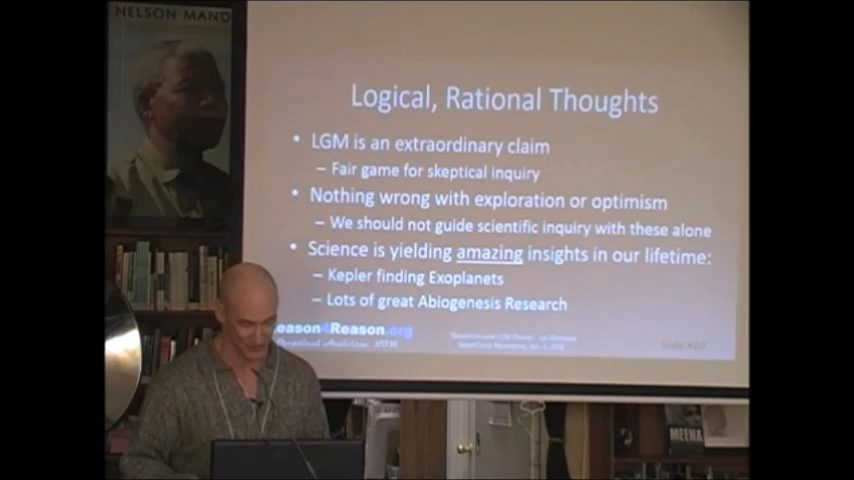 NELSON MAND
Logical, Rational Thoughts
• LGM is an extraordinary claim
– Fair game for skeptical inquiry
• Nothing wrong with exploration or optimism
– We should not guide scientific inquiry with these alone
• Science is yielding amazing insights in our lifetime:
– Kepler finding Exoplanets
– Lots of great Abiogenesis Research
eason4Reason.org
Slide #20
MEENA